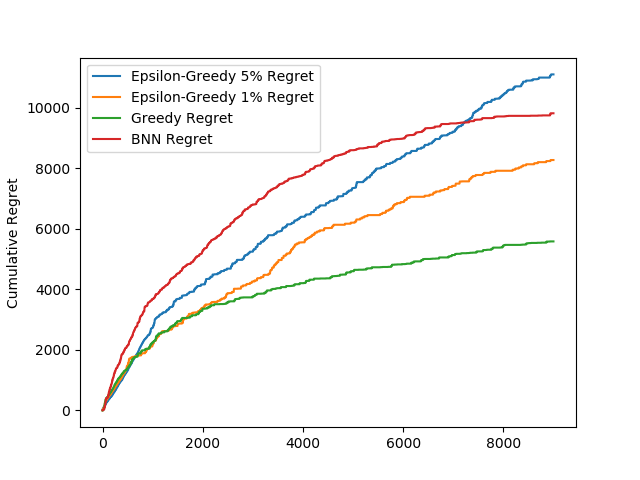 Epsilon-Greedy 5% Regret
Epsilon-Greedy 1% Regret
Greedy Regret
BNN Regret
Cumulative Regret
10000
8000
6000
4000
2000
0
0 2000 4000 6000 8000